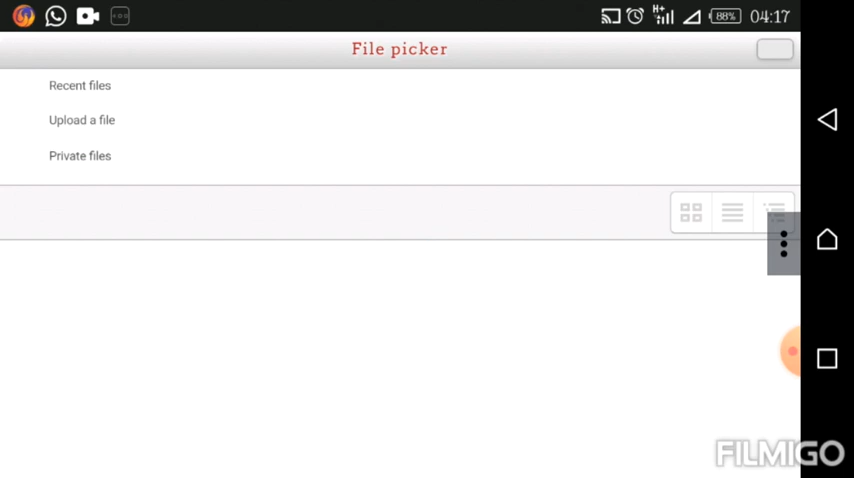 H+
88%
04:17
File picker
Recent files
Upload a file
Private files
FILMIGO